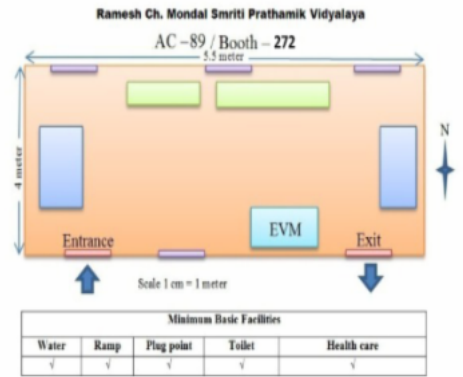 Ramesh Ch. Mondal Smriti Prathamik Vidyalaya
AC –89 / Booth – 272
5.5 meter
4 meter
N
EVM
Entrance
Exit
Scale 1 cm = 1 meter
Minimum Basic Facilities
Water Ramp Plug point Toilet Health care
√ √ √ √ √